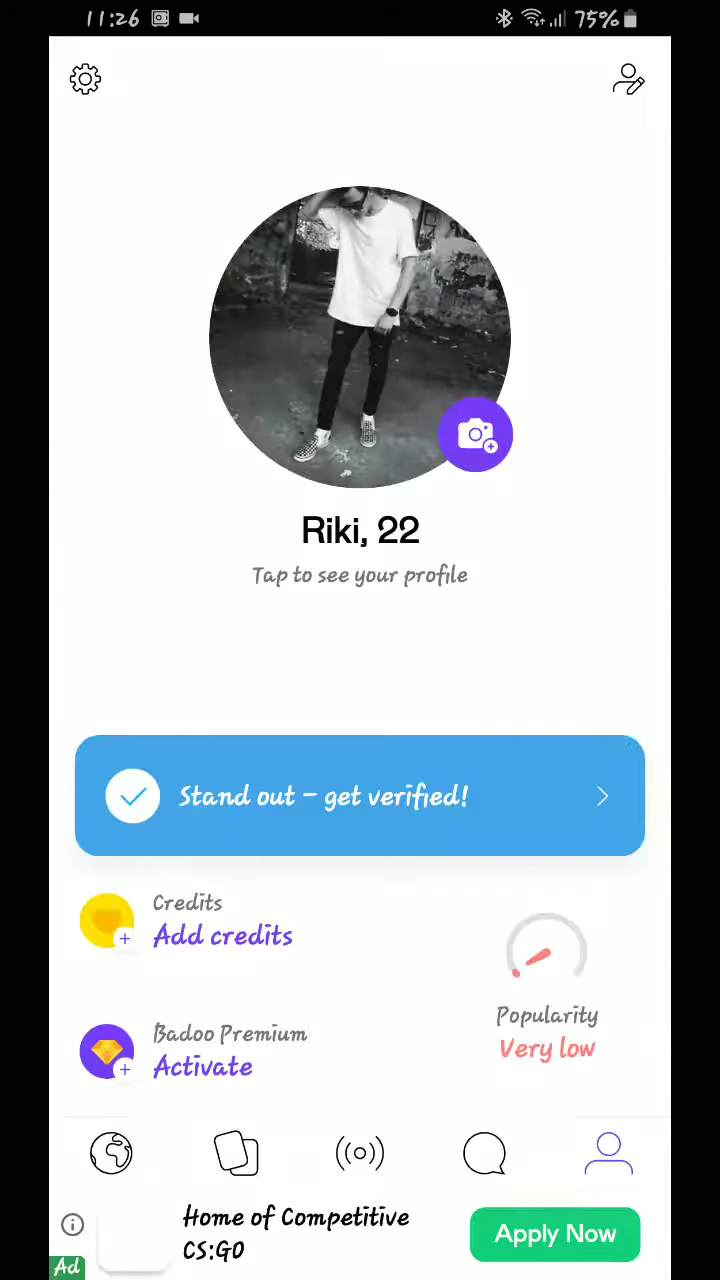 11:26
75%
Riki, 22
Tap to see your profile
Stand out – get verified!
Credits
Add credits
Popularity
Very low
Badoo Premium
Activate
Home of Competitive
CS:GO
Apply Now
Ad